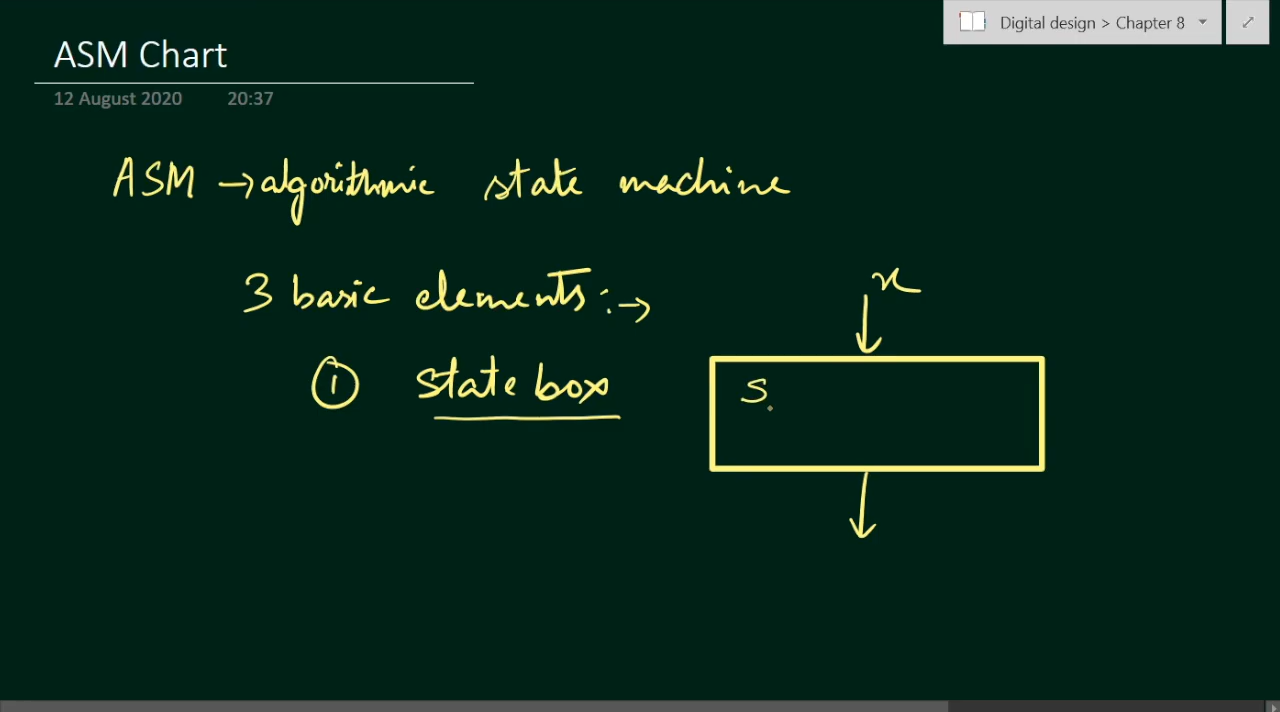 Digital design > Chapter 8
ASM Chart
12 August 2020 20:37
ASM → algorithmic state machine
3 basic elements :→
x
① state box
S